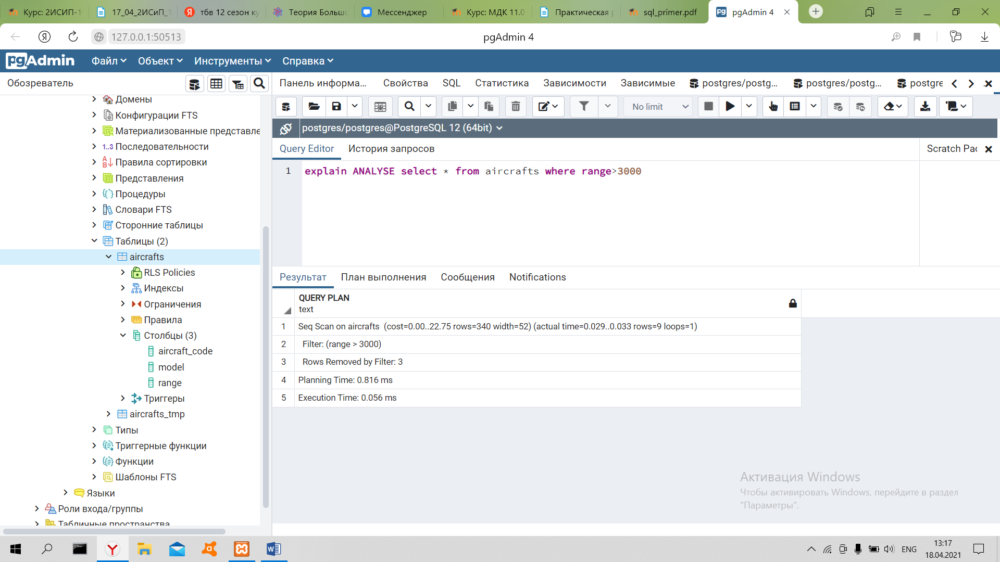 Курс: 2ИСИП-1
17_04_2ИСиП_1
тбв 12 сезон ку
Теория Больш
Мессенджер
Курс: МДК 11.0
Практическая р
sql_primer.pdf
pgAdmin 4
127.0.0.1:50513
pgAdmin 4
pgAdmin
Файл
Объект
Инструменты
Справка
Обозреватель
Панель информа...
Свойства
SQL
Статистика
Зависимости
Зависимые
postgres/postg...
postgres/postg...
postgre
No limit
postgres/postgres@PostgreSQL 12 (64bit)
Query Editor
История запросов
Scratch Pad
1 explain ANALYSE select * from aircrafts where range>3000
Домены
Конфигурации FTS
Материализованные представле
1..3 Последовательности
Правила сортировки
Представления
Процедуры
Словари FTS
Сторонние таблицы
Таблицы (2)
aircrafts
RLS Policies
Индексы
Ограничения
Правила
Столбцы (3)
aircraft_code
model
range
Триггеры
aircrafts_tmp
Типы
Триггерные функции
Функции
Шаблоны FTS
Языки
Роли входа/группы
Табличные пространства
Результат
План выполнения
Сообщения
Notifications
QUERY PLAN
text
1 Seq Scan on aircrafts (cost=0.00..22.75 rows=340 width=52) (actual time=0.029..0.033 rows=9 loops=1)
2 Filter: (range > 3000)
3 Rows Removed by Filter: 3
4 Planning Time: 0.816 ms
5 Execution Time: 0.056 ms
Активация Windows
Чтобы активировать Windows, перейдите в раздел
"Параметры".
ENG
13:17
18.04.2021